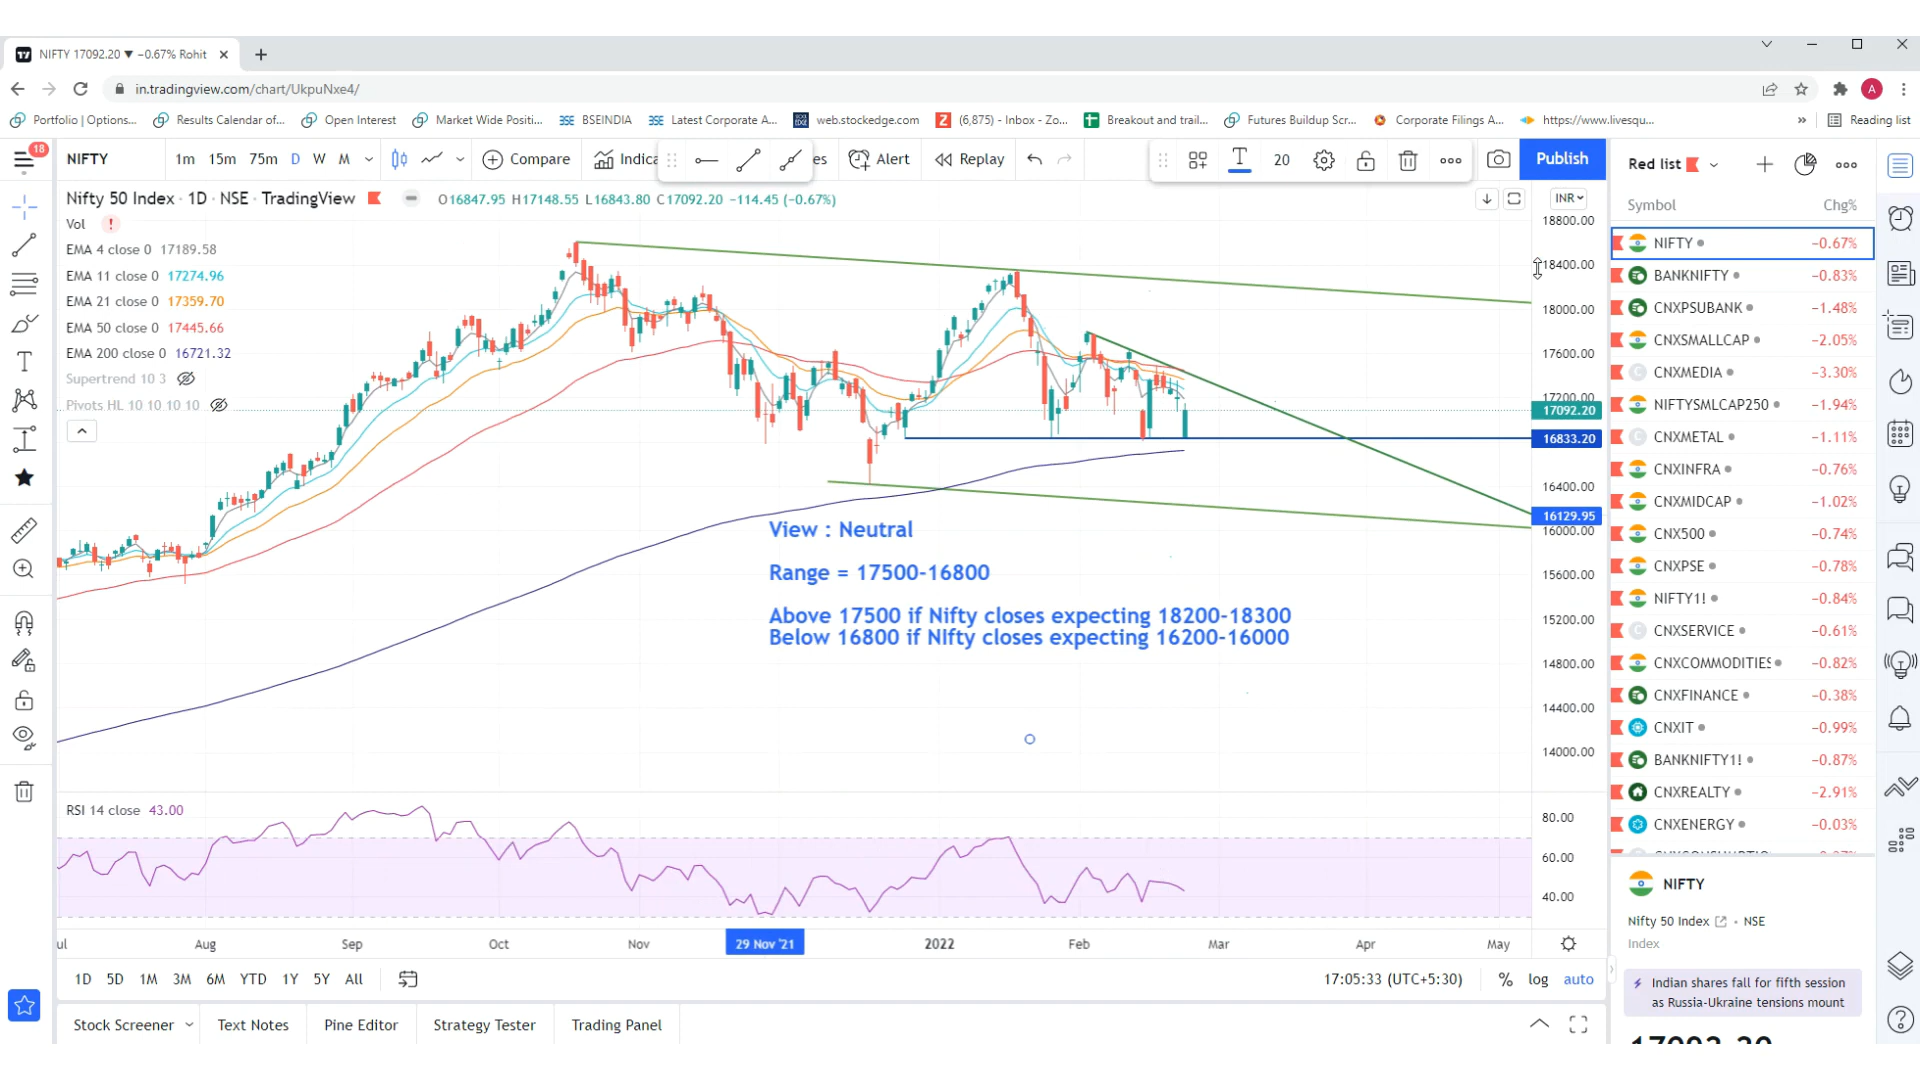 NIFTY 17092.20 ▼ −0.67% Rohit
in.tradingview.com/chart/UkpuNxe4/
Portfolio | Options... Results Calendar of... Open Interest Market Wide Positi... BSEINDIA Latest Corporate A... web.stockedge.com (6,875) - Inbox - Zo... Breakout and trail... Futures Buildup Scr... Corporate Filings A... https://www.livesqu... » Reading list
18
NIFTY 1m 15m 75m D W M Compare Indica es Alert Replay T 20 Publish
Red list
Nifty 50 Index · 1D · NSE · TradingView O16847.95 H17148.55 L16843.80 C17092.20 −114.45 (−0.67%)
INR
Symbol Chg%
Vol
EMA 4 close 0 17189.58
EMA 11 close 0 17274.96
EMA 21 close 0 17359.70
EMA 50 close 0 17445.66
EMA 200 close 0 16721.32
Supertrend 10 3
Pivots HL 10 10 10 10
18800.00
18400.00
18000.00
17600.00
17200.00
17092.20
16833.20
16400.00
16129.95
16000.00
15600.00
15200.00
14800.00
14400.00
14000.00
View : Neutral
Range = 17500-16800
Above 17500 if Nifty closes expecting 18200-18300
Below 16800 if NIfty closes expecting 16200-16000
RSI 14 close 43.00
80.00
60.00
40.00
ul Aug Sep Oct Nov 29 Nov '21 2022 Feb Mar Apr May
1D 5D 1M 3M 6M YTD 1Y 5Y All
17:05:33 (UTC+5:30) % log auto
Stock Screener Text Notes Pine Editor Strategy Tester Trading Panel
NIFTY −0.67%
BANKNIFTY −0.83%
CNXPSUBANK −1.48%
CNXSMALLCAP −2.05%
CNXMEDIA −3.30%
NIFTYSMLCAP250 −1.94%
CNXMETAL −1.11%
CNXINFRA −0.76%
CNXMIDCAP −1.02%
CNX500 −0.74%
CNXPSE −0.78%
NIFTY1! −0.84%
CNXSERVICE −0.61%
CNXCOMMODITIES −0.82%
CNXFINANCE −0.38%
CNXIT −0.99%
BANKNIFTY1! −0.87%
CNXREALTY −2.91%
CNXENERGY −0.03%
NIFTY
Nifty 50 Index · NSE
Index
Indian shares fall for fifth session
as Russia-Ukraine tensions mount
17092.20